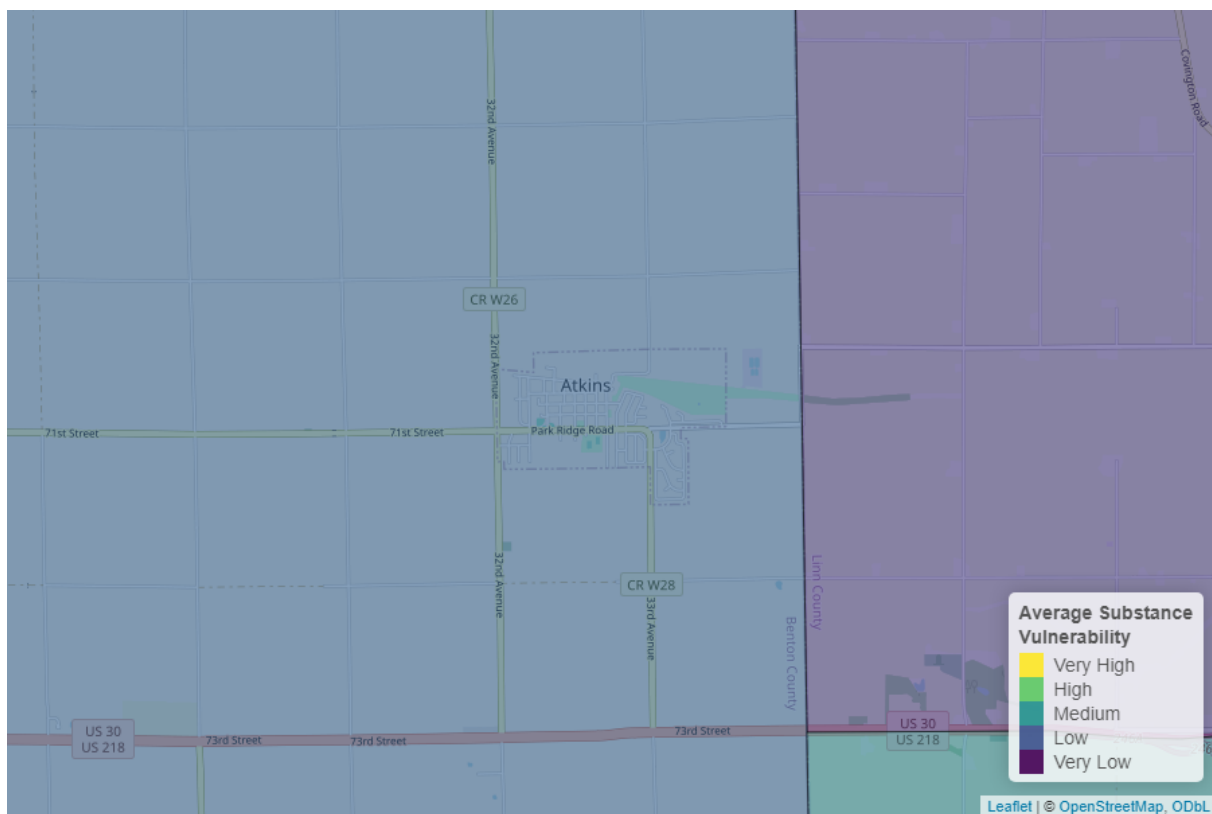 Covington Road
32nd Avenue
CR W26
32nd Avenue
Atkins
71st Street
71st Street
Park Ridge Road
32nd Avenue
CR W28
33rd Avenue
Linn County
Benton County
US 30
US 218
73rd Street
73rd Street
73rd Street
US 30
US 218
Average Substance
Vulnerability
Very High
High
Medium
Low
Very Low
Leaflet | © OpenStreetMap, ODbL